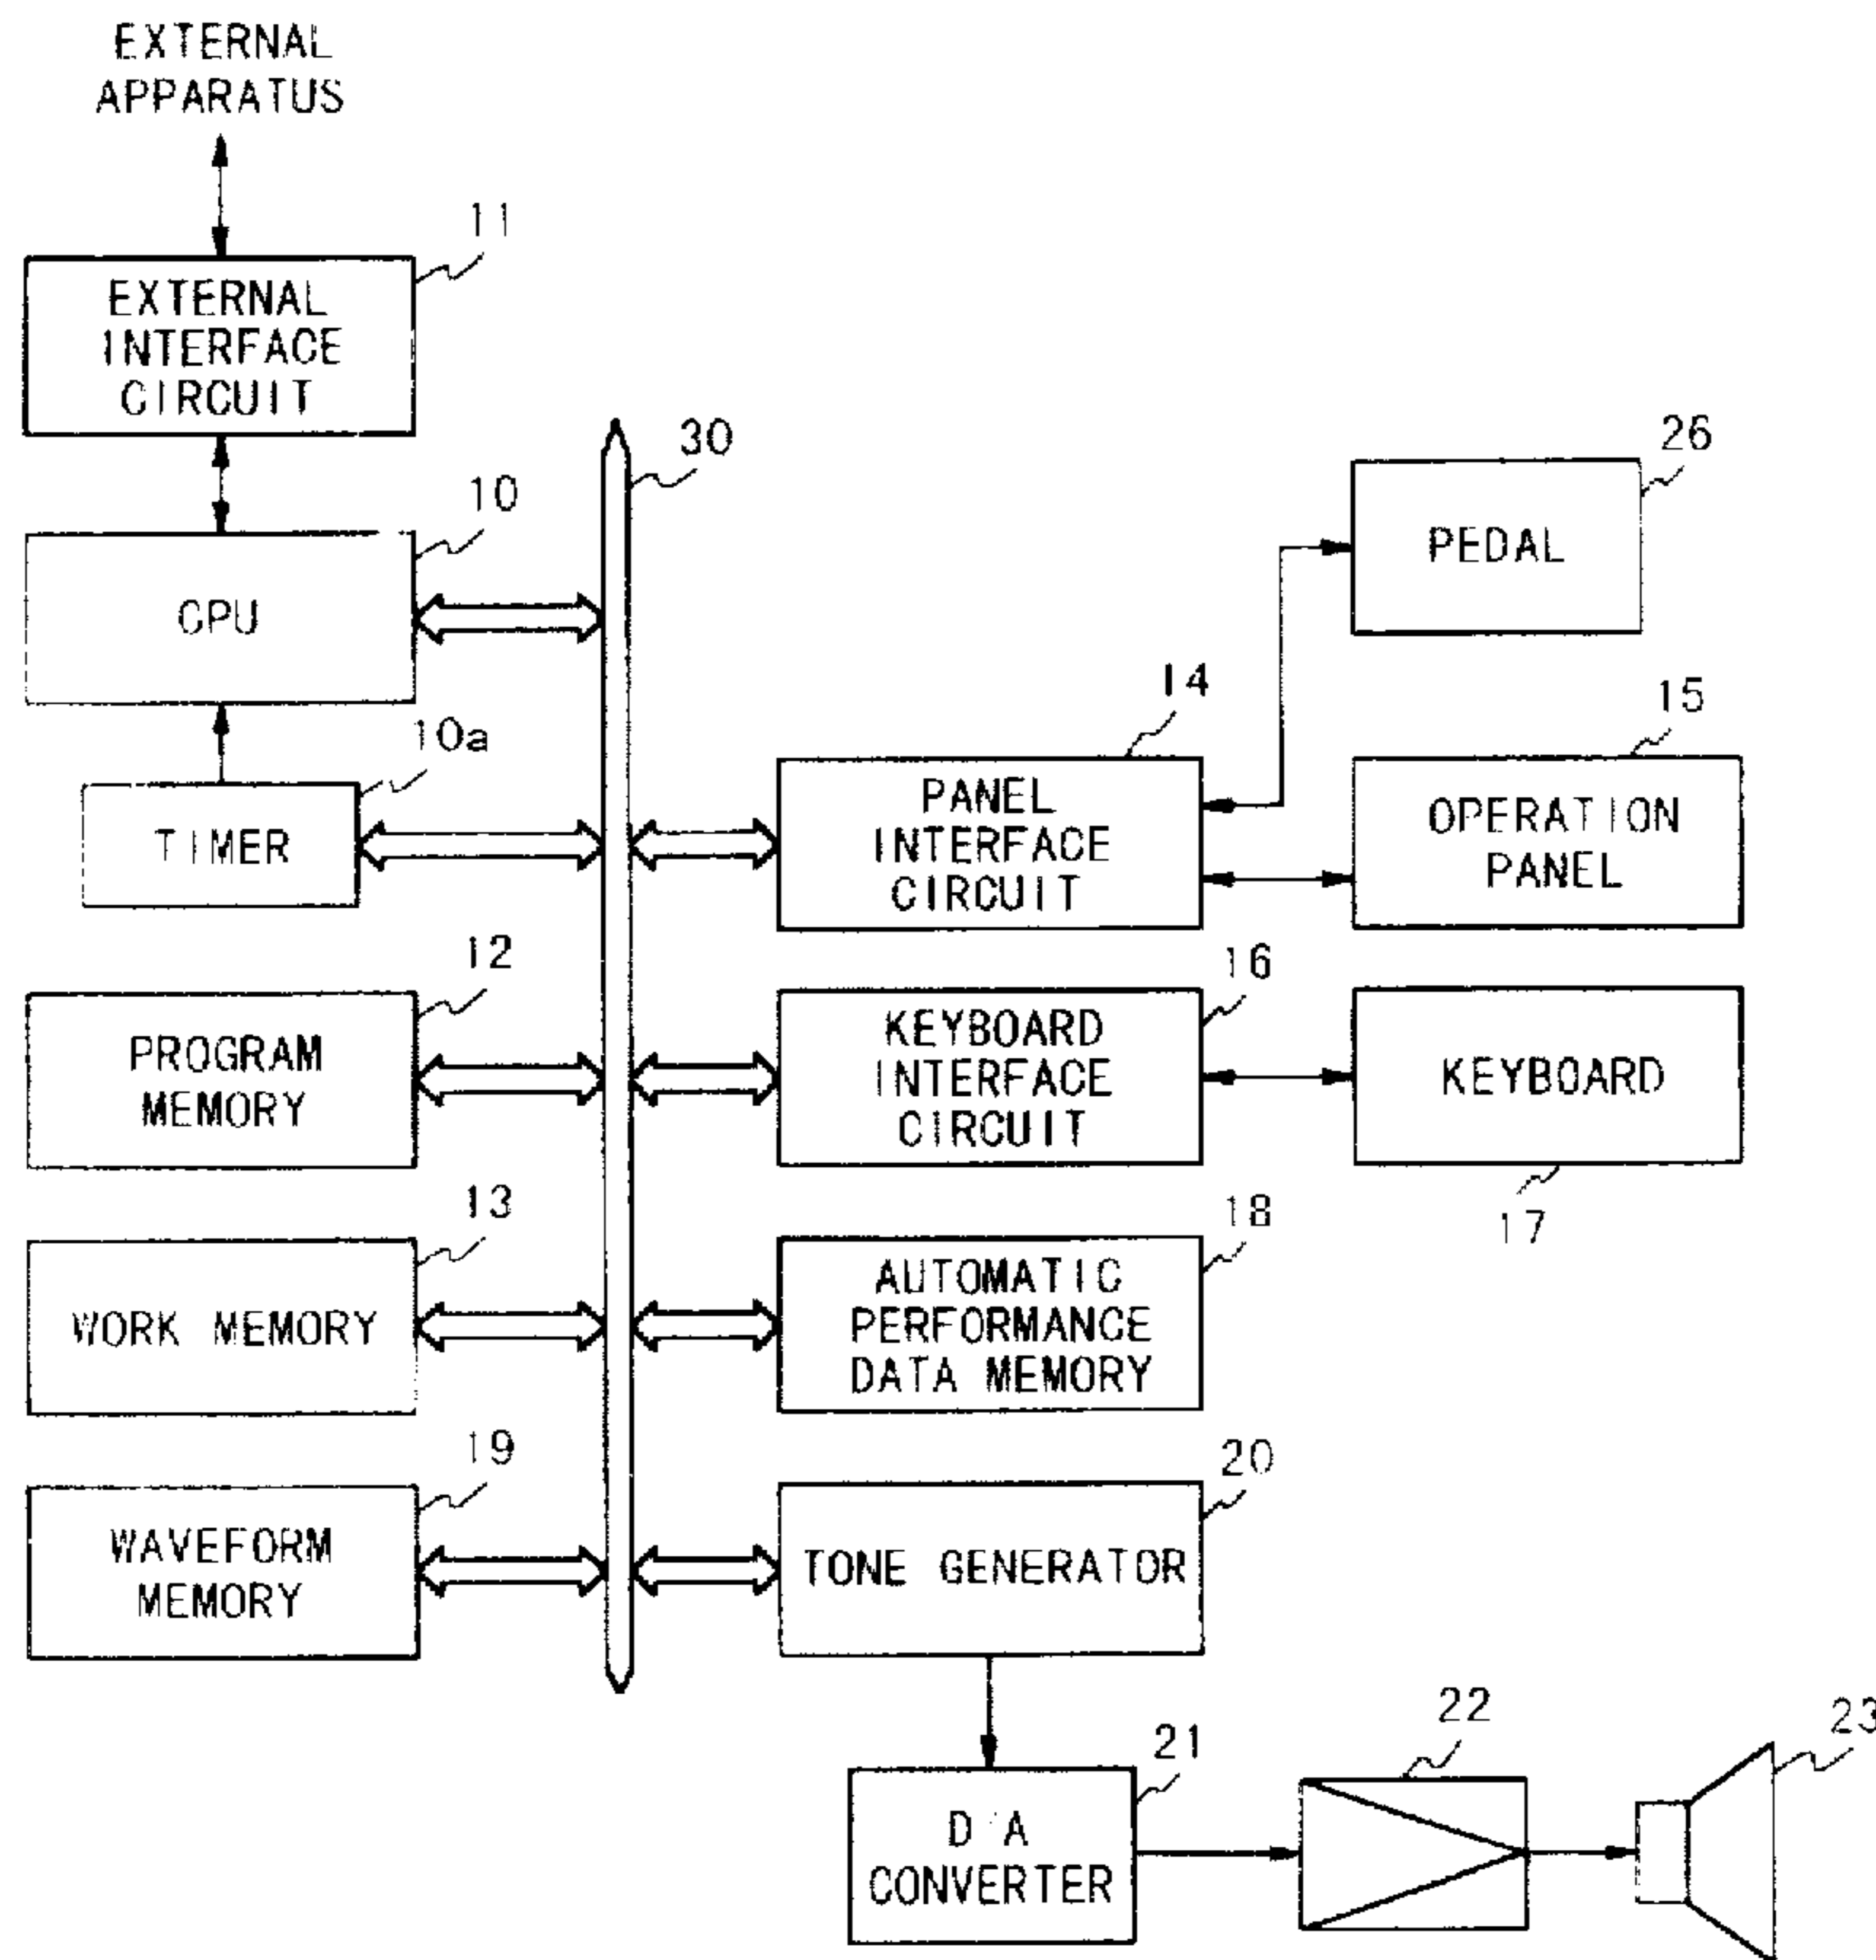 EXTERNAL
APPARATUS
11
EXTERNAL
INTERFACE
CIRCUIT
30
10
26
CPU
PEDAL
10a
14
15
TIMER
PANEL
INTERFACE
CIRCUIT
OPERATION
PANEL
12
16
PROGRAM
MEMORY
KEYBOARD
INTERFACE
CIRCUIT
KEYBOARD
17
13
18
WORK MEMORY
AUTOMATIC
PERFORMANCE
DATA MEMORY
19
20
WAVEFORM
MEMORY
TONE GENERATOR
21
22
23
D A
CONVERTER